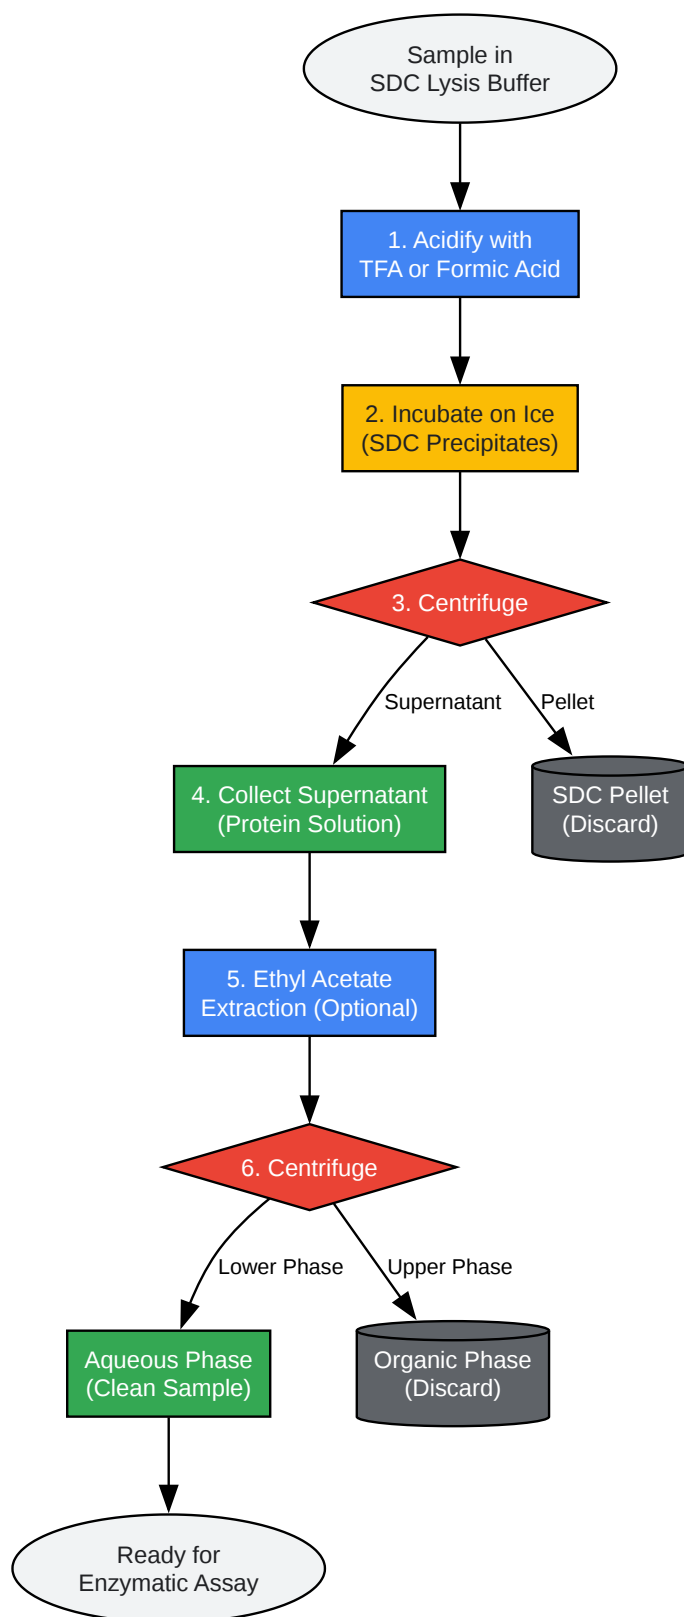 Sample in
SDC Lysis Buffer
1. Acidify with
TFA or Formic Acid
2. Incubate on Ice
(SDC Precipitates)
3. Centrifuge
Supernatant
Pellet
4. Collect Supernatant
(Protein Solution)
SDC Pellet
(Discard)
5. Ethyl Acetate
Extraction (Optional)
6. Centrifuge
Lower Phase
Upper Phase
Aqueous Phase
(Clean Sample)
Organic Phase
(Discard)
Ready for
Enzymatic Assay